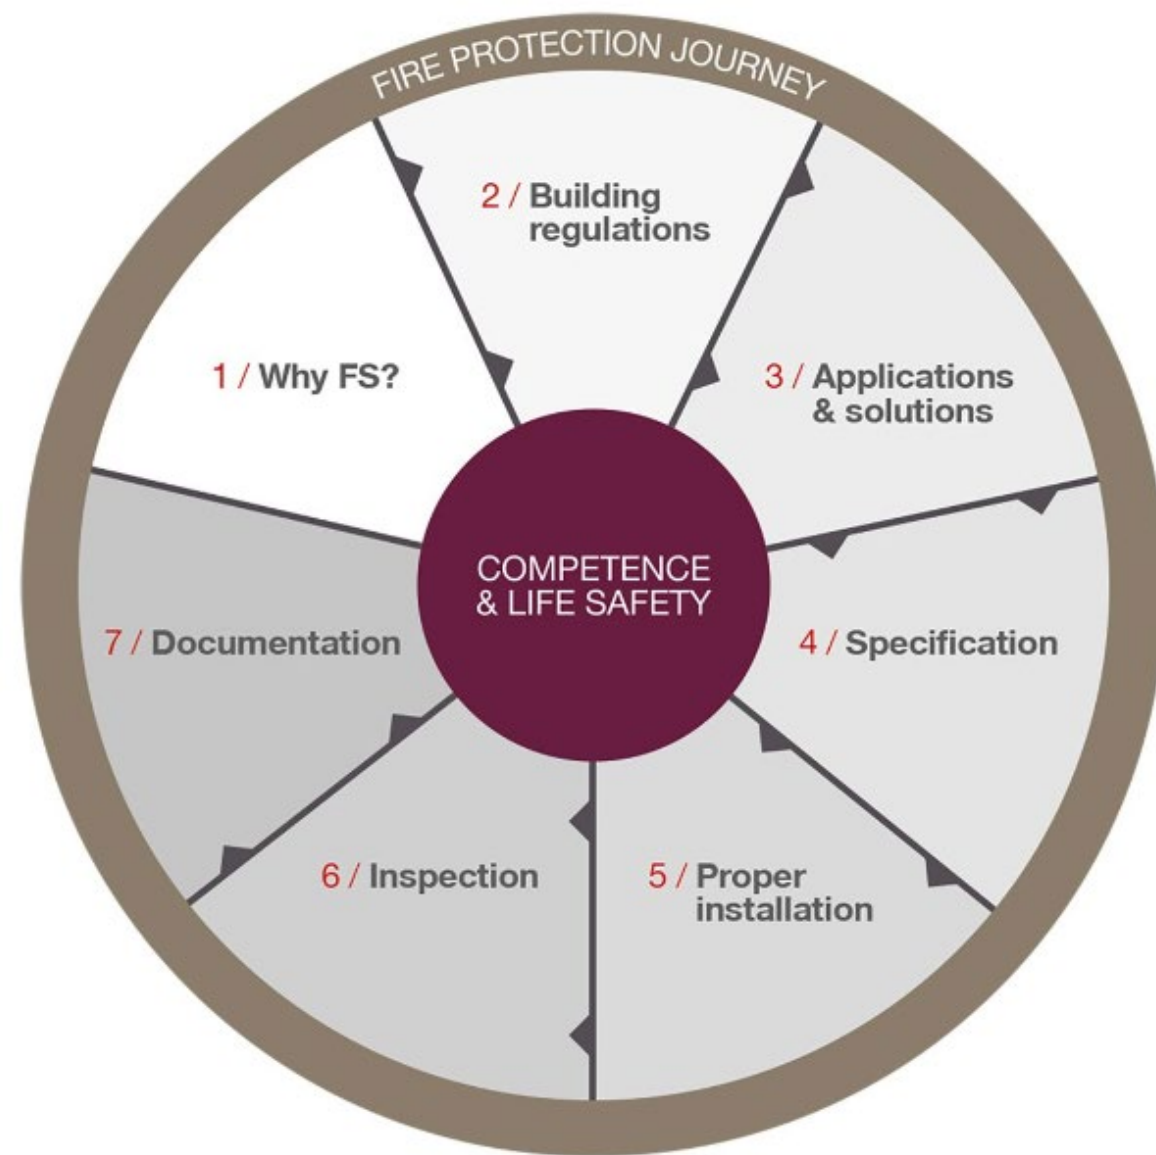 FIRE PROTECTION JOURNEY
1 / Why FS?
2 / Building
regulations
3 / Applications
& solutions
4 / Specification
5 / Proper
installation
6 / Inspection
7 / Documentation
COMPETENCE
& LIFE SAFETY